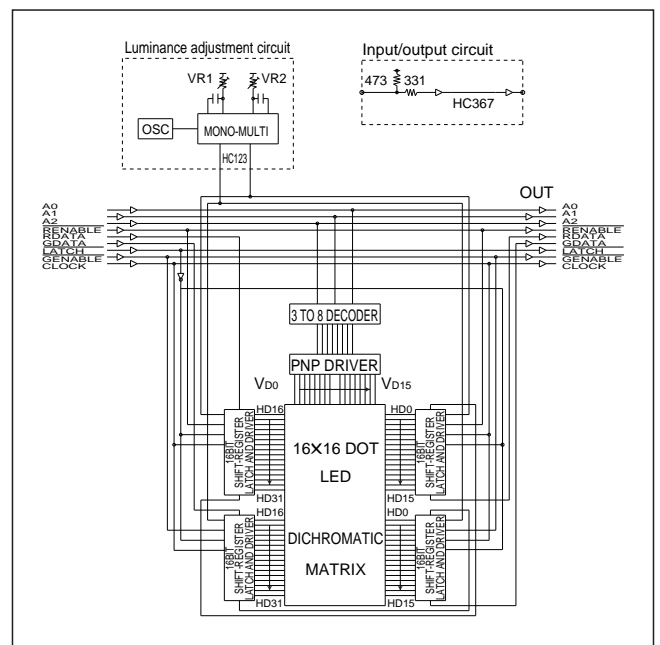 Luminance adjustment circuit
VR1
VR2
OSC
MONO-MULTI
HC123
Input/output circuit
473
331
HC367
OUT
A0
A1
A2
RENABLE
RDATA
GDATA
LATCH
GENABLE
CLOCK
A0
A1
A2
RENABLE
RDATA
GDATA
LATCH
GENABLE
CLOCK
3 TO 8 DECODER
PNP DRIVER
VD0
VD15
HD16
HD0
16BIT
SHIFT-REGISTER
LATCH AND DRIVER
16×16 DOT
LED
DICHROMATIC
MATRIX
16BIT
SHIFT-REGISTER
LATCH AND DRIVER
HD31
HD15
HD16
HD0
16BIT
SHIFT-REGISTER
LATCH AND DRIVER
16BIT
SHIFT-REGISTER
LATCH AND DRIVER
HD31
HD15